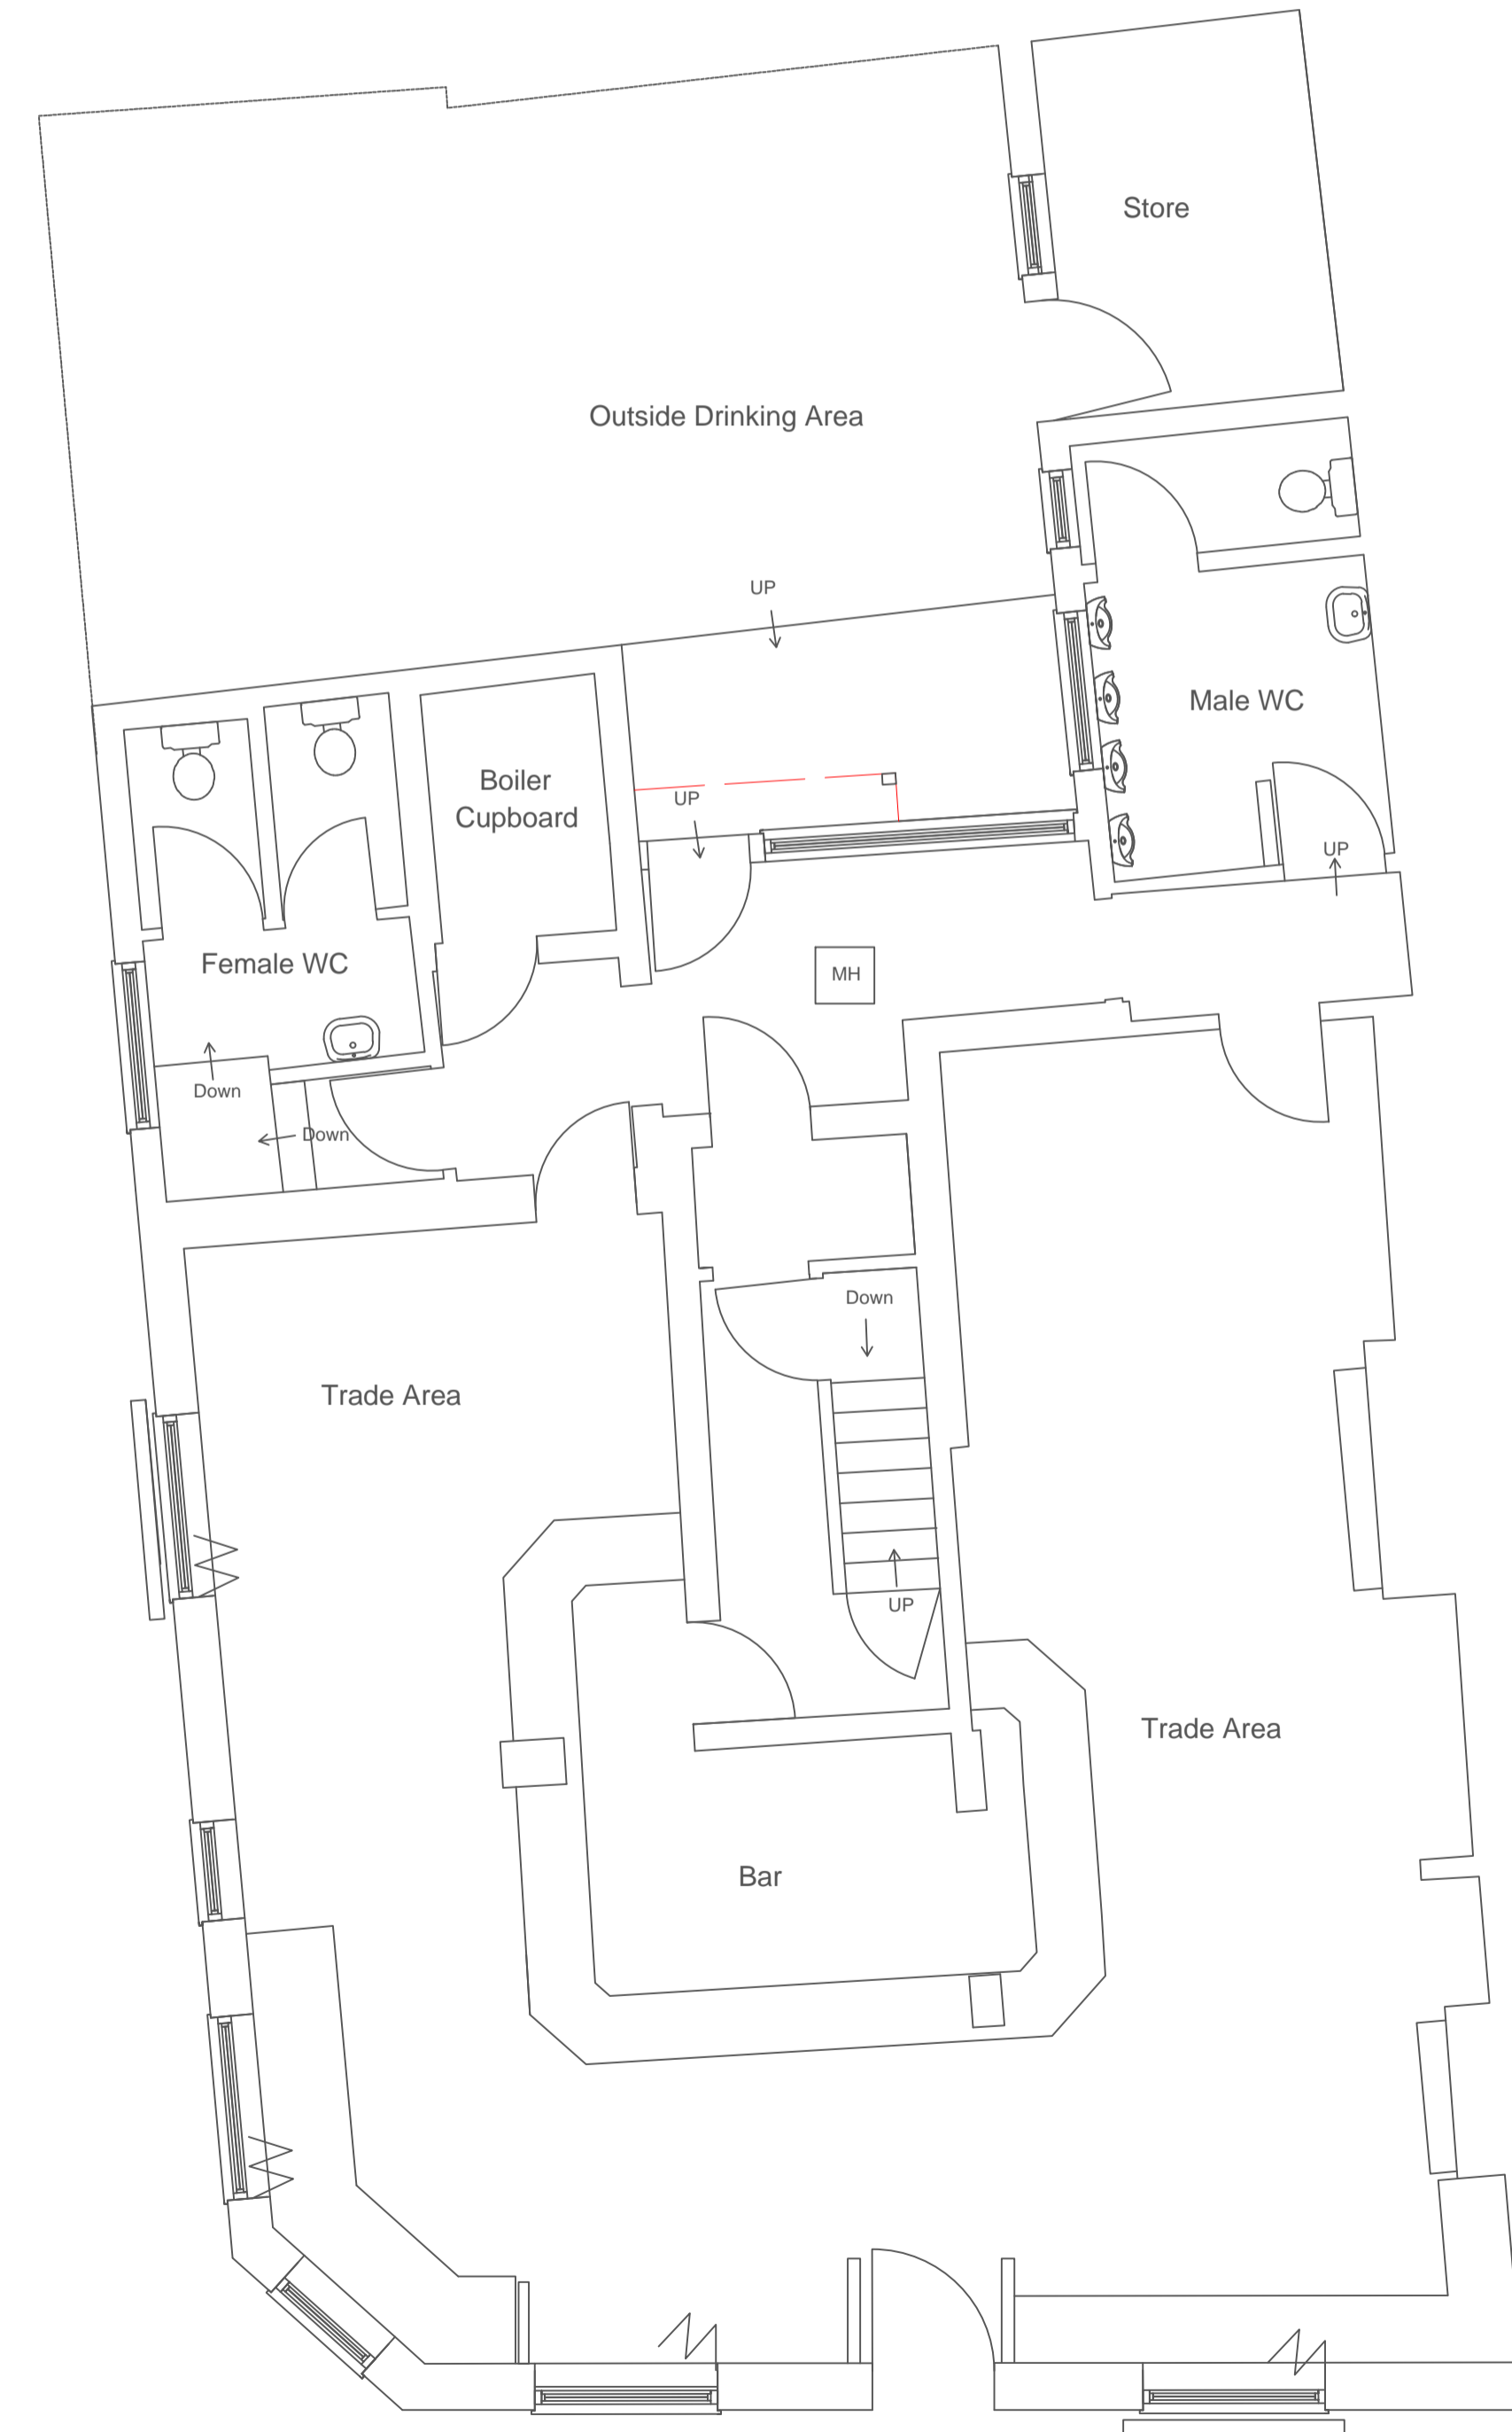 Store
Outside Drinking Area
UP
Male WC
Boiler
Cupboard
UP
UP
Female WC
MH
Down
Down
Down
Trade Area
UP
Trade Area
Bar